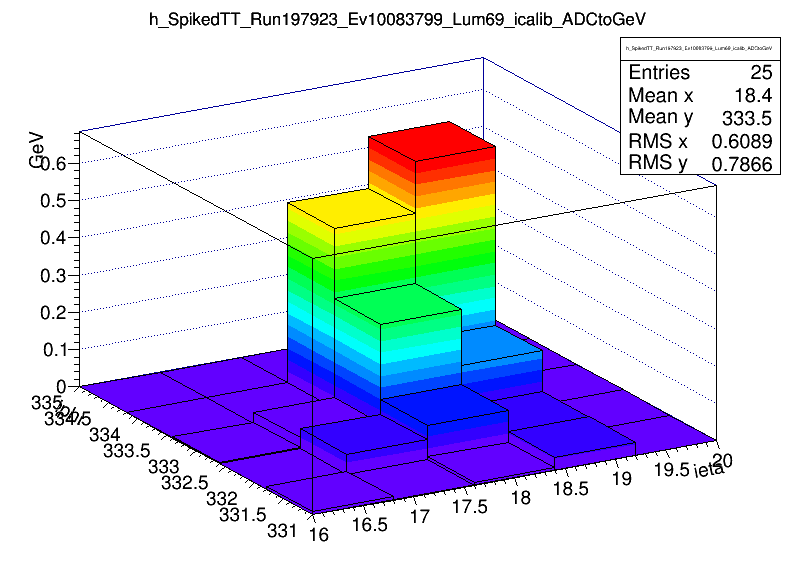 h_SpikedTT_Run197923_Ev10083799_Lum69_icalib_ADCtoGeV
h_SpikedTT_Run197923_Ev10083799_Lum69_icalib_ADCtoGeV
Entries 25
Mean x 18.4
Mean y 333.5
RMS x 0.6089
RMS y 0.7866
GeV
0.6
0.5
0.4
0.3
0.2
0.1
0
335
334.5
334
333.5
333
332.5
332
331.5
331
16
16.5
17
17.5
18
18.5
19
19.5
20
ieta